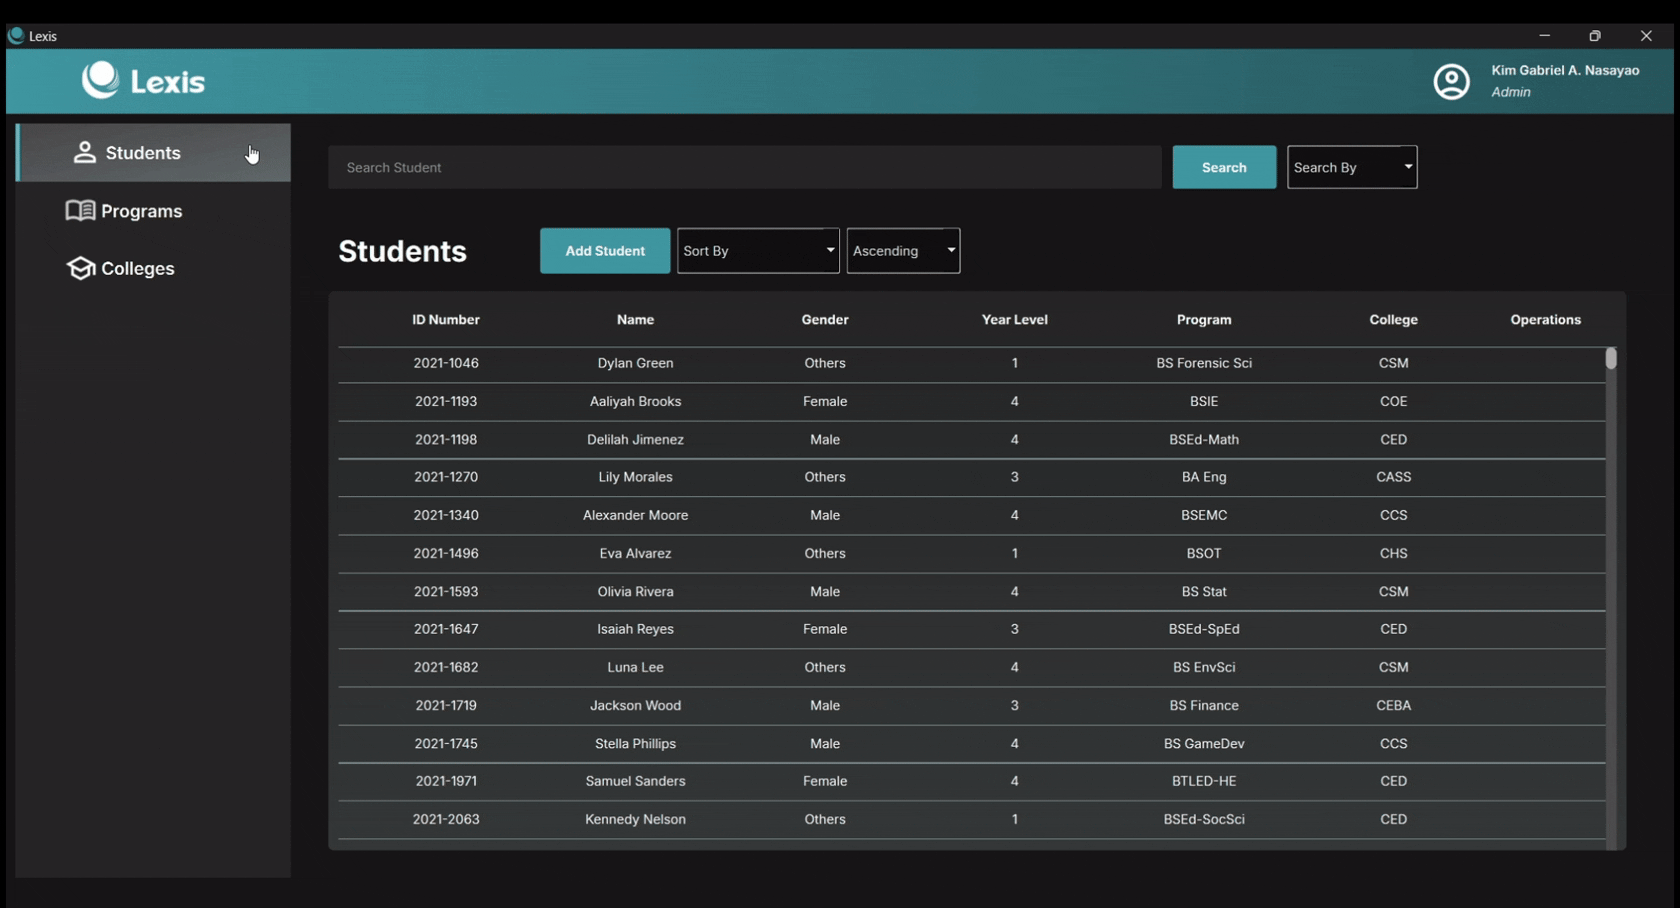 Lexis
Lexis
Kim Gabriel A. Nasayao
Admin
Students
Programs
Colleges
Search Student
Search
Search By
Students
Add Student
Sort By
Ascending
ID Number Name Gender Year Level Program College Operations
2021-1046 Dylan Green Others 1 BS Forensic Sci CSM
2021-1193 Aaliyah Brooks Female 4 BSIE COE
2021-1198 Delilah Jimenez Male 4 BSEd-Math CED
2021-1270 Lily Morales Others 3 BA Eng CASS
2021-1340 Alexander Moore Male 4 BSEMC CCS
2021-1496 Eva Alvarez Others 1 BSOT CHS
2021-1593 Olivia Rivera Male 4 BS Stat CSM
2021-1647 Isaiah Reyes Female 3 BSEd-SpEd CED
2021-1682 Luna Lee Others 4 BS EnvSci CSM
2021-1719 Jackson Wood Male 3 BS Finance CEBA
2021-1745 Stella Phillips Male 4 BS GameDev CCS
2021-1971 Samuel Sanders Female 4 BTLED-HE CED
2021-2063 Kennedy Nelson Others 1 BSEd-SocSci CED